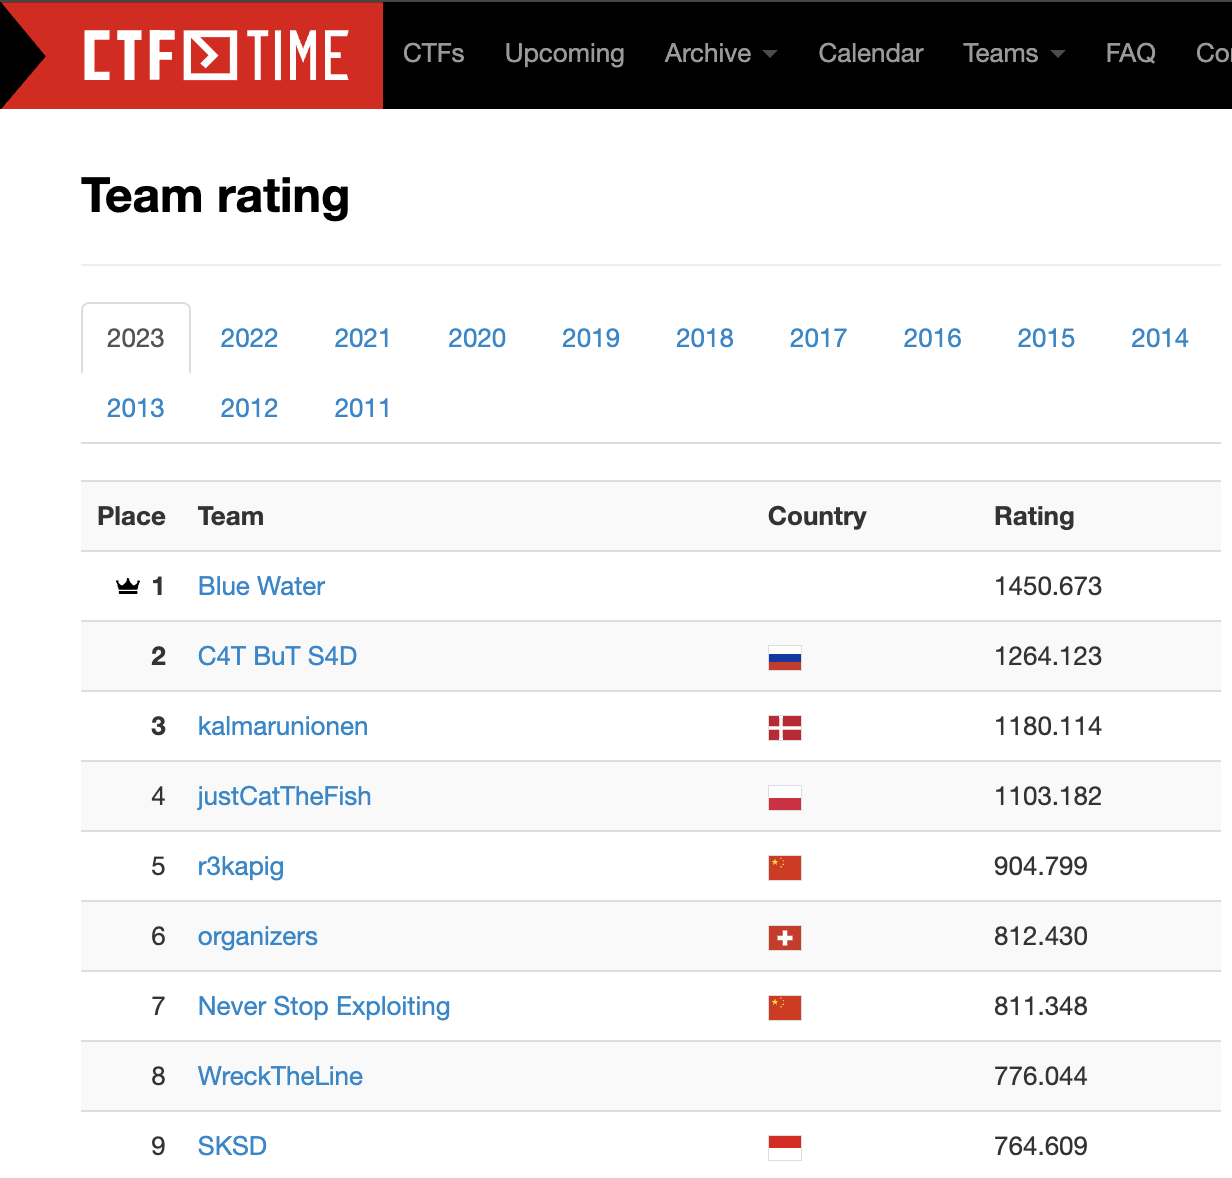 CTF TIME CTFs Upcoming Archive Calendar Teams FAQ
Team rating
2023 2022 2021 2020 2019 2018 2017 2016 2015 2014
2013 2012 2011
Place Team Country Rating
1 Blue Water 1450.673
2 C4T BuT S4D 1264.123
3 kalmarunionen 1180.114
4 justCatTheFish 1103.182
5 r3kapig 904.799
6 organizers 812.430
7 Never Stop Exploiting 811.348
8 WreckTheLine 776.044
9 SKSD 764.609